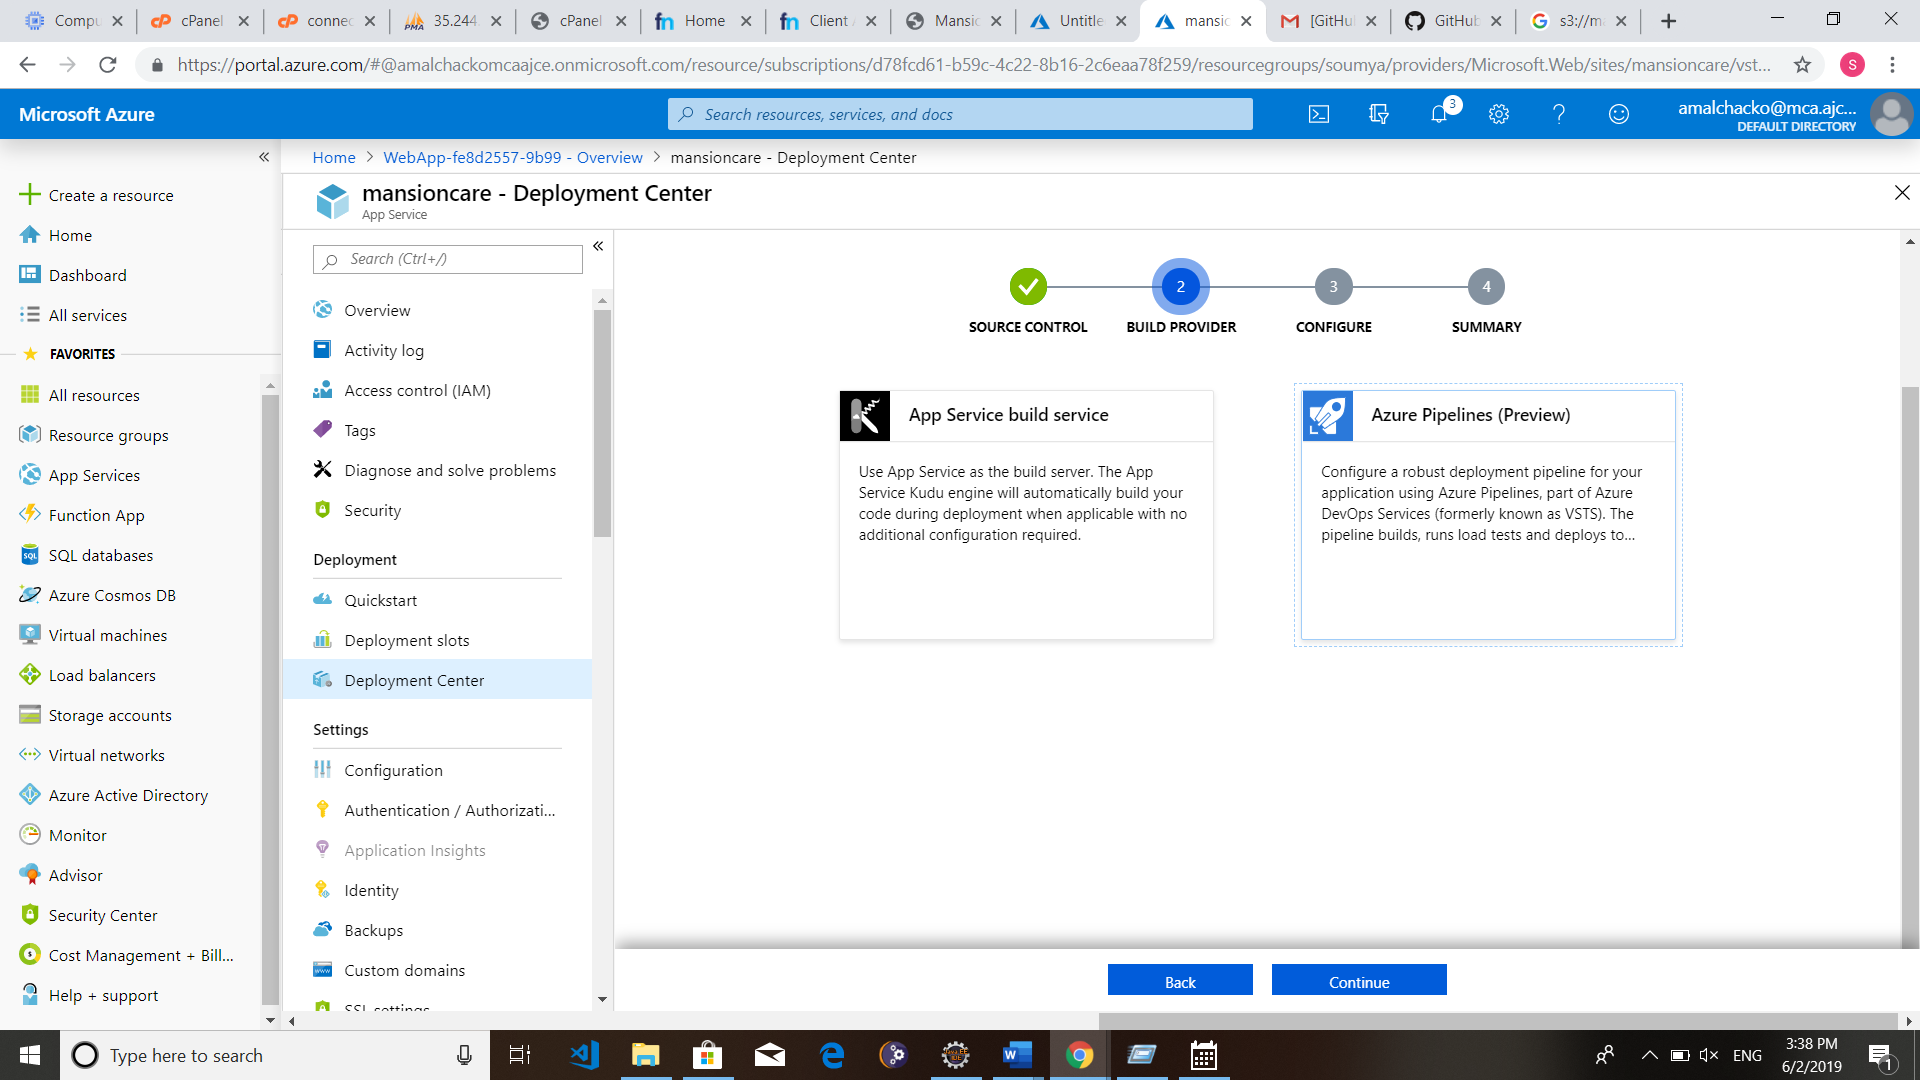 Compu
cPanel
connec
35.244.
cPanel
Home
Client A
Mansic
Untitle
mansic
[GitHu
GitHub
s3://m
https://portal.azure.com/#@amalchackomcaajce.onmicrosoft.com/resource/subscriptions/d78fcd61-b59c-4c22-8b16-2c6eaa78f259/resourcegroups/soumya/providers/Microsoft.Web/sites/mansioncare/vst...
S
Microsoft Azure
Search resources, services, and docs
3
amalchacko@mca.ajc...
DEFAULT DIRECTORY
Home > WebApp-fe8d2557-9b99 - Overview > mansioncare - Deployment Center
mansioncare - Deployment Center
App Service
Create a resource
Home
Dashboard
All services
FAVORITES
All resources
Resource groups
App Services
Function App
SQL databases
Azure Cosmos DB
Virtual machines
Load balancers
Storage accounts
Virtual networks
Azure Active Directory
Monitor
Advisor
Security Center
Cost Management + Bill...
Help + support
Search (Ctrl+/)
Overview
Activity log
Access control (IAM)
Tags
Diagnose and solve problems
Security
Deployment
Quickstart
Deployment slots
Deployment Center
Settings
Configuration
Authentication / Authorizati...
Application Insights
Identity
Backups
Custom domains
SSL settings
2
3
4
SOURCE CONTROL
BUILD PROVIDER
CONFIGURE
SUMMARY
App Service build service
Use App Service as the build server. The App
Service Kudu engine will automatically build your
code during deployment when applicable with no
additional configuration required.
Azure Pipelines (Preview)
Configure a robust deployment pipeline for your
application using Azure Pipelines, part of Azure
DevOps Services (formerly known as VSTS). The
pipeline builds, runs load tests and deploys to...
Back
Continue
Type here to search
ENG
3:38 PM
6/2/2019
1